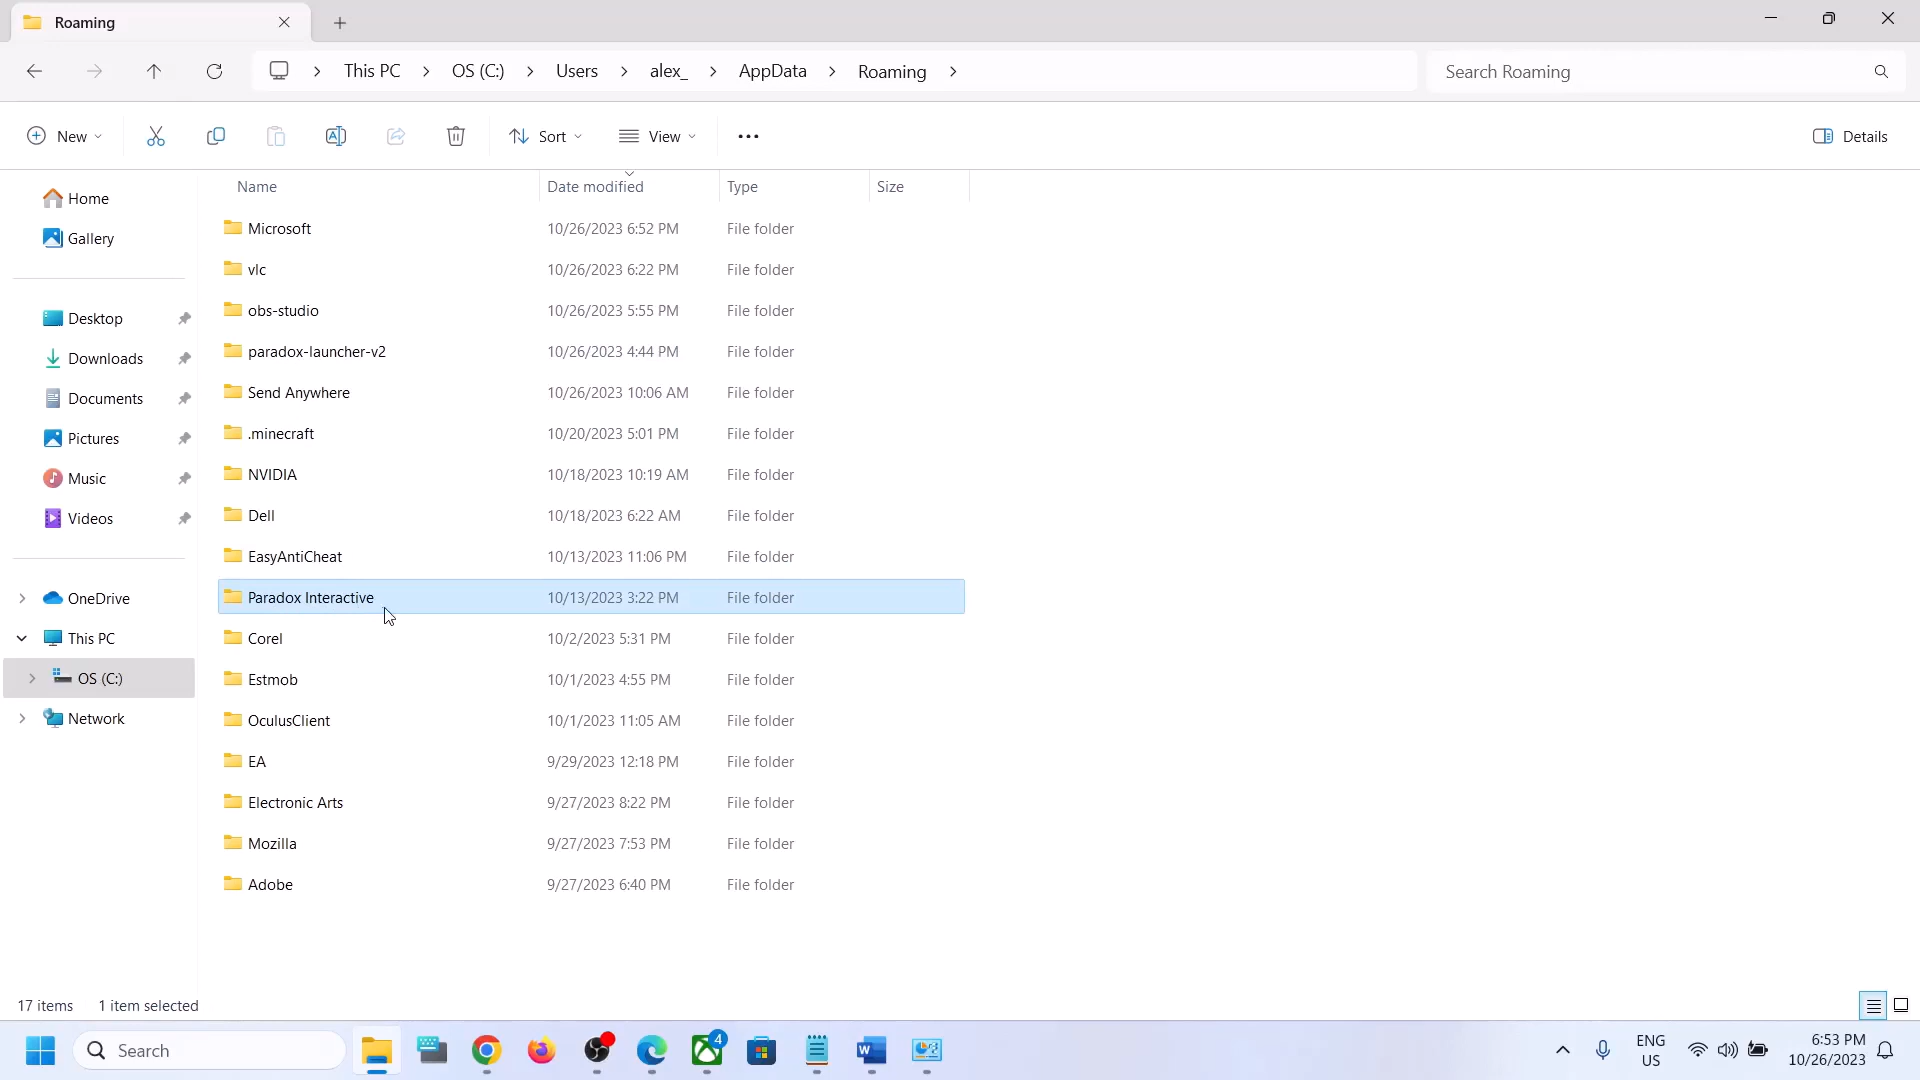 Roaming
This PC
OS (C:)
Users
alex_
AppData
Roaming
Search Roaming
New
Sort
View
Details
Name Date modified Type Size
Microsoft 10/26/2023 6:52 PM File folder
vlc 10/26/2023 6:22 PM File folder
obs-studio 10/26/2023 5:55 PM File folder
paradox-launcher-v2 10/26/2023 4:44 PM File folder
Send Anywhere 10/26/2023 10:06 AM File folder
.minecraft 10/20/2023 5:01 PM File folder
NVIDIA 10/18/2023 10:19 AM File folder
Dell 10/18/2023 6:22 AM File folder
EasyAntiCheat 10/13/2023 11:06 PM File folder
Paradox Interactive 10/13/2023 3:22 PM File folder
Corel 10/2/2023 5:31 PM File folder
Estmob 10/1/2023 4:55 PM File folder
OculusClient 10/1/2023 11:05 AM File folder
EA 9/29/2023 12:18 PM File folder
Electronic Arts 9/27/2023 8:22 PM File folder
Mozilla 9/27/2023 7:53 PM File folder
Adobe 9/27/2023 6:40 PM File folder
Home
Gallery
Desktop
Downloads
Documents
Pictures
Music
Videos
OneDrive
This PC
OS (C:)
Network
17 items 1 item selected
Search
4
ENG
US
6:53 PM
10/26/2023